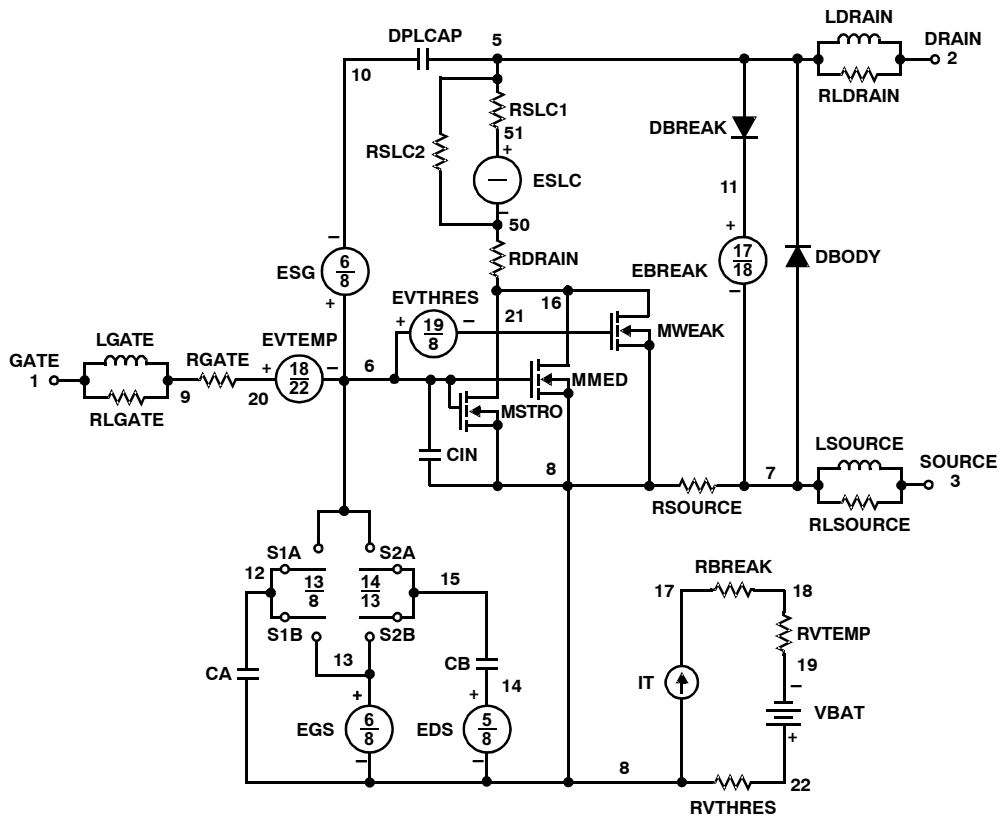 LDRAIN
DPLCAP
5
DRAIN
2
10
RLDRAIN
RSLC1
51
+
DBREAK
RSLC2
ESLC
–
11
–
50
+
RDRAIN
17
18
EBREAK
–
DBODY
–
ESG
6
8
+
EVTHRES
16
21
+
19
8
–
MWEAK
LGATE
EVTEMP
GATE
1
RGATE
+
18
22
–
6
MMED
9
20
RLGATE
MSTRO
CIN
LSOURCE
8
7
SOURCE
3
RSOURCE
RLSOURCE
S1A
S2A
12
13
8
14
13
15
RBREAK
17
18
S1B
S2B
RVTEMP
13
CB
19
CA
14
IT
–
+
+
VBAT
EGS
6
8
EDS
5
8
+
–
–
8
22
RVTHRES